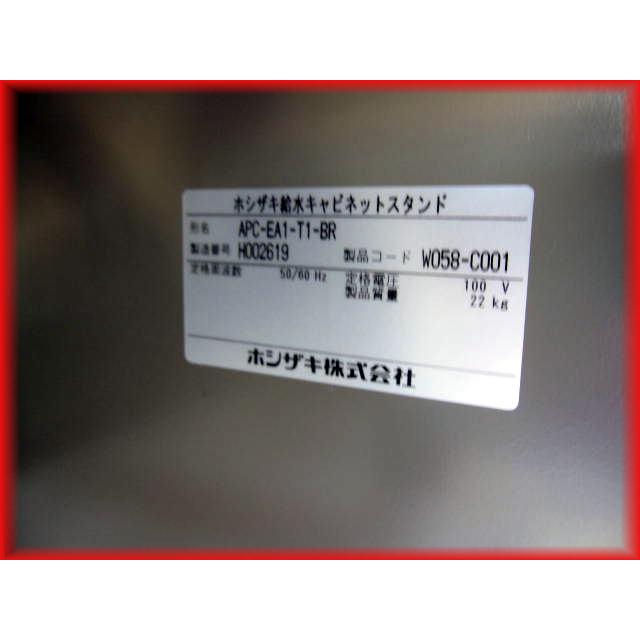 ホシザキ給水キャビネットスタンド
形名 APC-EA1-T1-BR
製造番号 H002619 製品コード W058-C001
定格周波数 50/60 Hz 定格電圧 100 V
製品質量 22 kg
ホシザキ株式会社